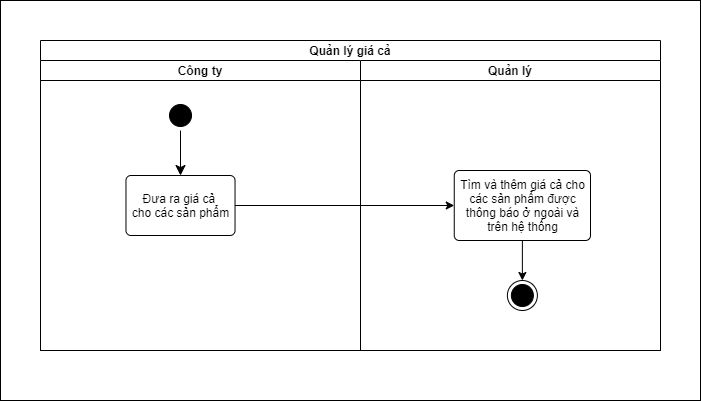 Quản lý giá cả
Công ty
Quản lý
Đưa ra giá cả
cho các sản phẩm
Tìm và thêm giá cả cho
các sản phẩm được
thông báo ở ngoài và
trên hệ thống